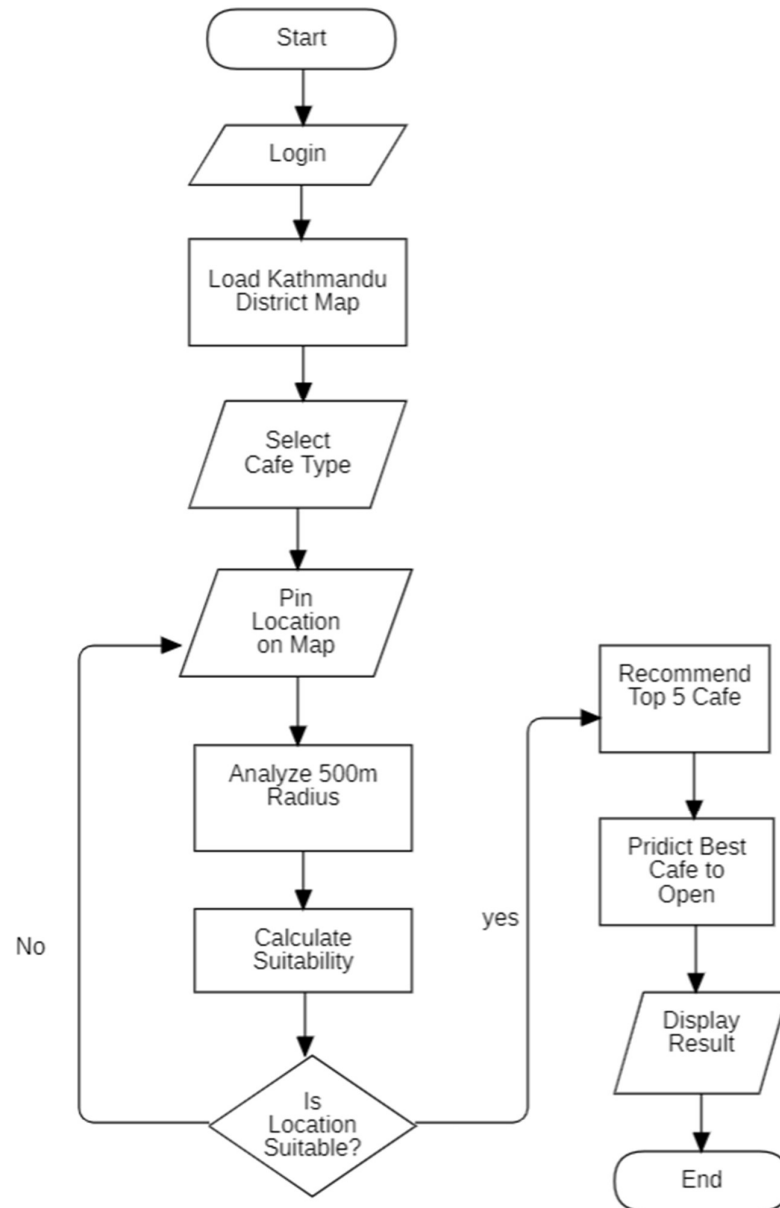 Start
Login
Load Kathmandu
District Map
Select
Cafe Type
Pin
Location
on Map
Analyze 500m
Radius
Calculate
Suitability
Is
Location
Suitable?
No
yes
Recommend
Top 5 Cafe
Pridict Best
Cafe to
Open
Display
Result
End